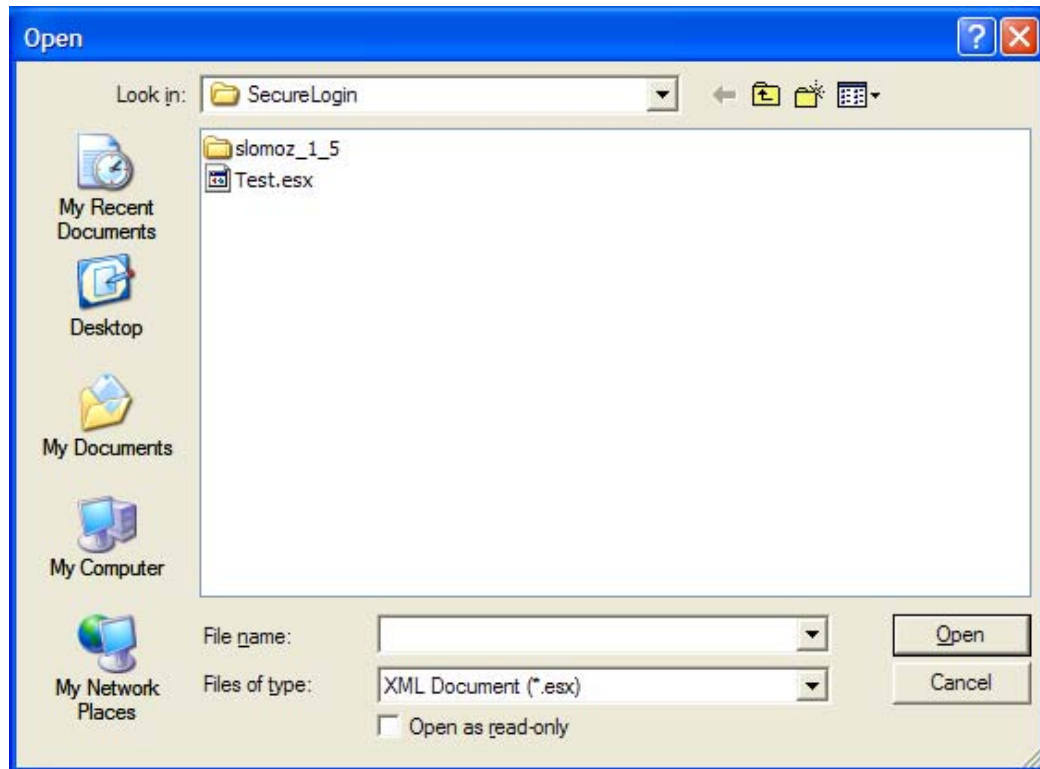 Open
Look in: SecureLogin
slomoz_1_5
Test.esx
My Recent
Documents
Desktop
My Documents
My Computer
My Network
Places
File name:
Open
Files of type: XML Document (*.esx)
Cancel
Open as read-only